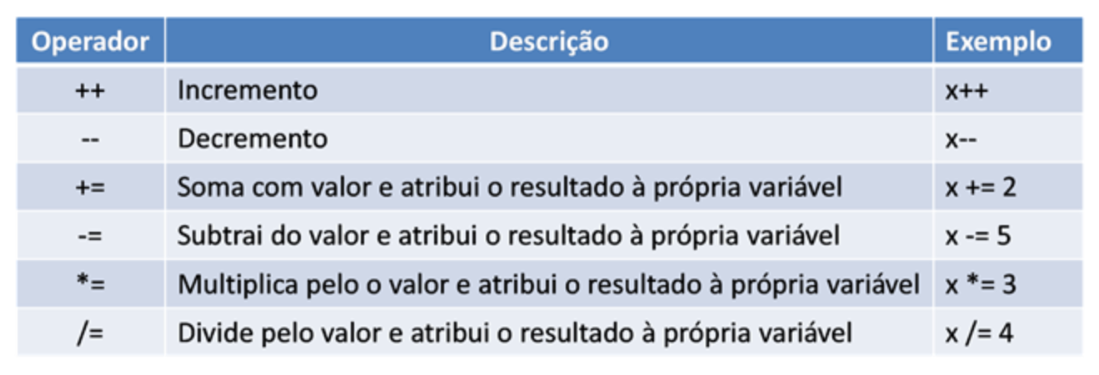 Operador Descrição Exemplo
++ Incremento x++
-- Decremento x--
+= Soma com valor e atribui o resultado à própria variável x += 2
-= Subtrai do valor e atribui o resultado à própria variável x -= 5
*= Multiplica pelo o valor e atribui o resultado à própria variável x *= 3
/= Divide pelo valor e atribui o resultado à própria variável x /= 4